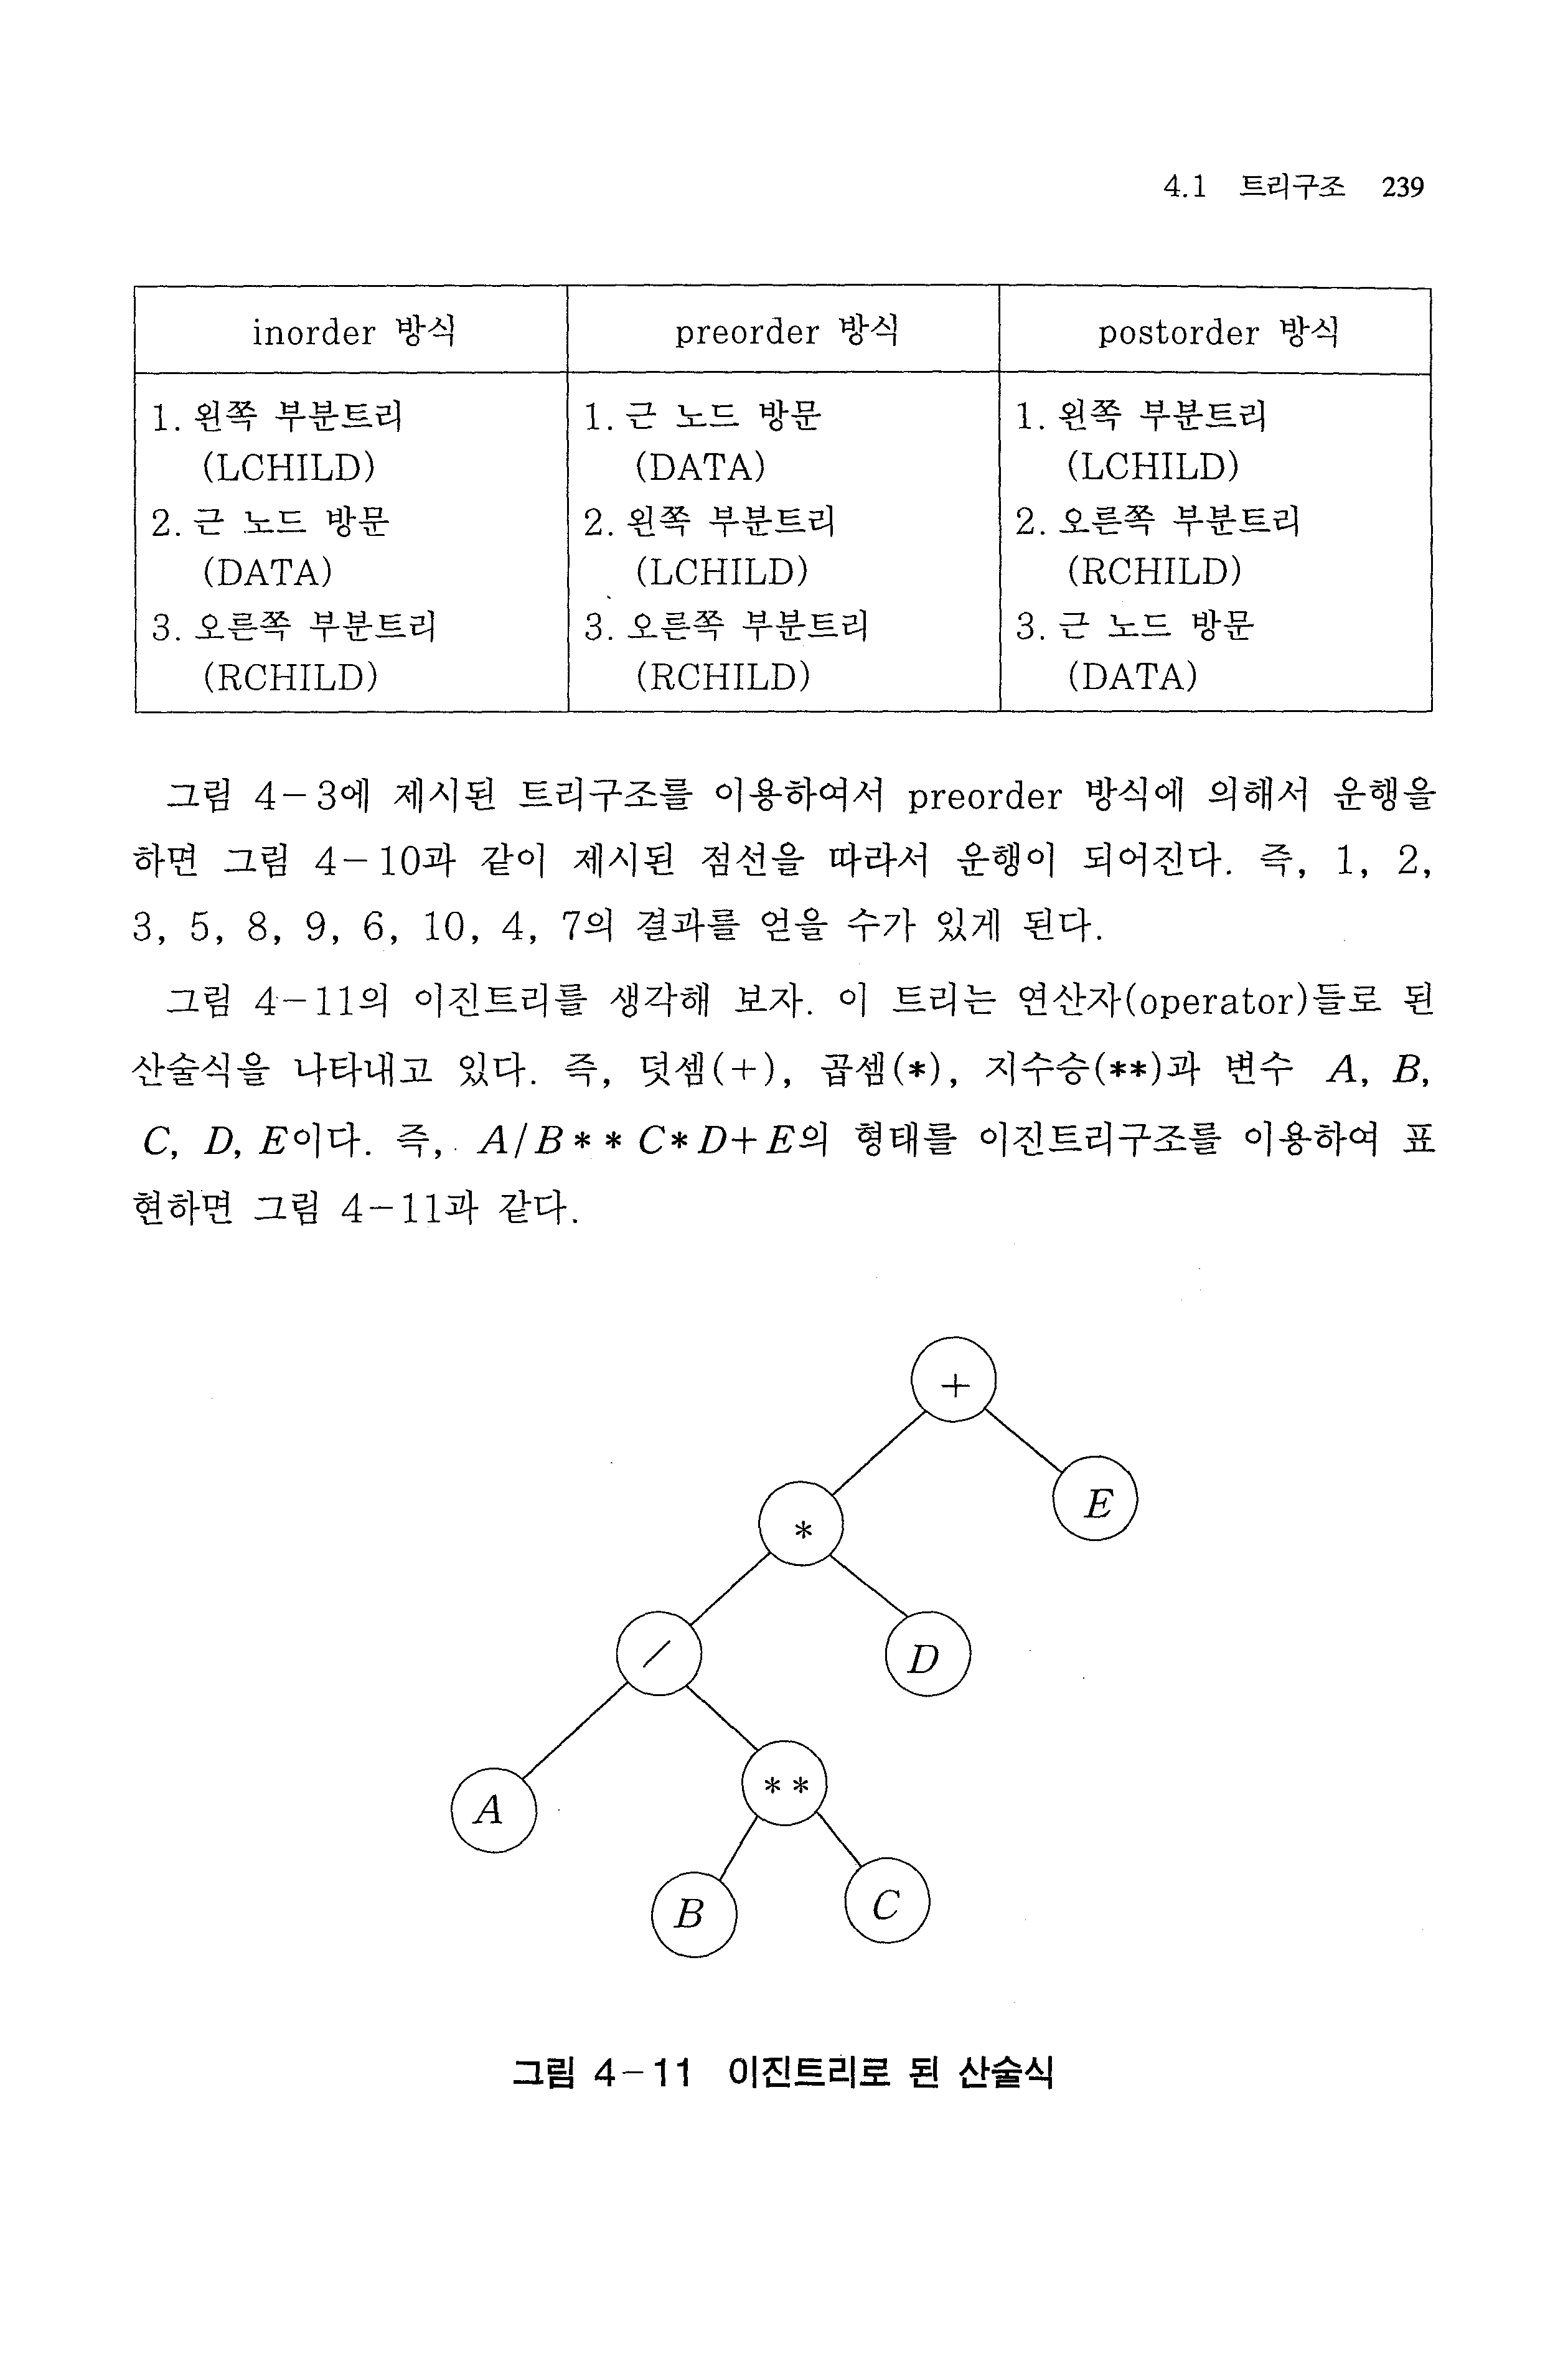 4.1 트리구조 239
inorder 방식 preorder 방식 postorder 방식
1. 왼쪽 부분트리 1. 근 노드 방문 1. 왼쪽 부분트리
(LCHILD) (DATA) (LCHILD)
2. 근 노드 방문 2. 왼쪽 부분트리 2. 오른쪽 부분트리
(DATA) (LCHILD) (RCHILD)
3. 오른쪽 부분트리 3. 오른쪽 부분트리 3. 근 노드 방문
(RCHILD) (RCHILD) (DATA)
그림 4-3에 제시된 트리구조를 이용하여서 preorder 방식에 의해서 운행을
하면 그림 4-10과 같이 제시된 점선을 따라서 운행이 되어진다. 즉, 1, 2,
3, 5, 8, 9, 6, 10, 4, 7의 결과를 얻을 수가 있게 된다.
그림 4-11의 이진트리를 생각해 보자. 이 트리는 연산자(operator)들로 된
산술식을 나타내고 있다. 즉, 덧셈(+), 곱셈(*), 지수승(**)과 변수 A, B,
C, D, E이다. 즉, A/B**C*D+E의 형태를 이진트리구조를 이용하여 표
현하면 그림 4-11과 같다.
+
E
*
/
D
A
**
B
C
그림 4-11 이진트리로 된 산술식